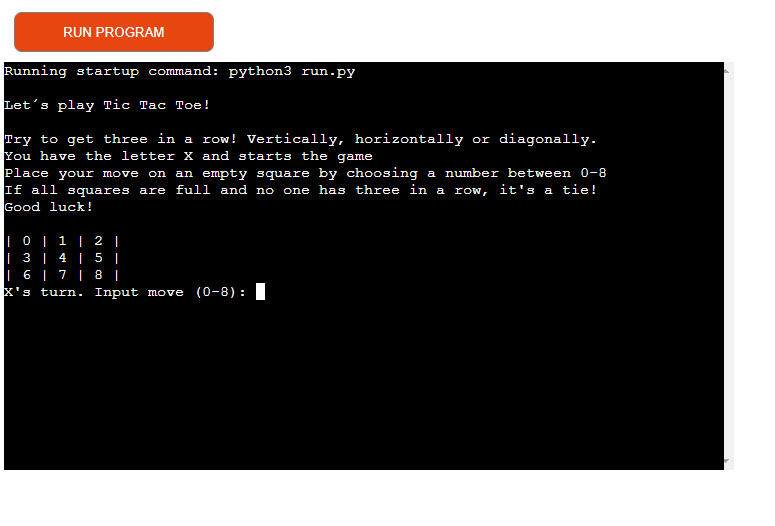 RUN PROGRAM
Running startup command: python3 run.py
Let´s play Tic Tac Toe!
Try to get three in a row! Vertically, horizontally or diagonally.
You have the letter X and starts the game
Place your move on an empty square by choosing a number between 0-8
If all squares are full and no one has three in a row, it's a tie!
Good luck!
| 0 | 1 | 2 |
| 3 | 4 | 5 |
| 6 | 7 | 8 |
X's turn. Input move (0-8):